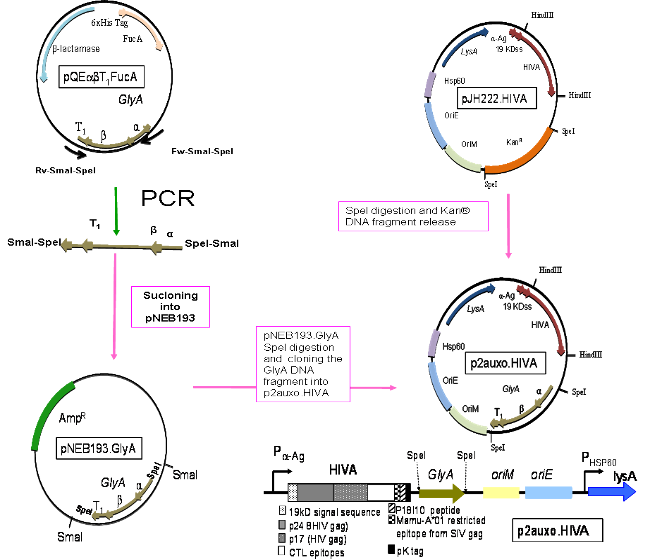 6xHis Tag
FucA
β-lactamase
pQEαβT1FucA
GlyA
T1
β
α
Rv-SmaI-SpeI
Fw-SmaI-SpeI
PCR
T1
β
α
SmaI-SpeI
SpeI-SmaI
Sucloning
into
pNEB193
AmpR
pNEB193.GlyA
GlyA
SpeI
SmaI
SpeI
T1
β
α
SmaI
HindIII
LysA
α-Ag
19 KDss
HIVA
Hsp60
pJH222.HIVA
HindIII
OriE
SpeI
OriM
KanR
SpeI
SpeI digestion and Kan®
DNA fragment release
pNEB193.GlyA
SpeI digestion
and cloning the
GlyA DNA
fragment into
p2auxo.HIVA
HindIII
LysA
α-Ag
19 KDss
HIVA
Hsp60
p2auxo.HIVA
HindIII
OriE
GlyA
SpeI
OriM
T1
β
α
SpeI
Pα-Ag
HIVA
SpeI
GlyA
SpeI
oriM
oriE
PHSP60
lysA
19kD signal sequence
p24 8HIV gag)
p17 (HIV gag)
CTL epitopes
P18I10 peptide
Mamu-A*01 restricted
epitope from SIV gag
pK tag
p2auxo.HIVA